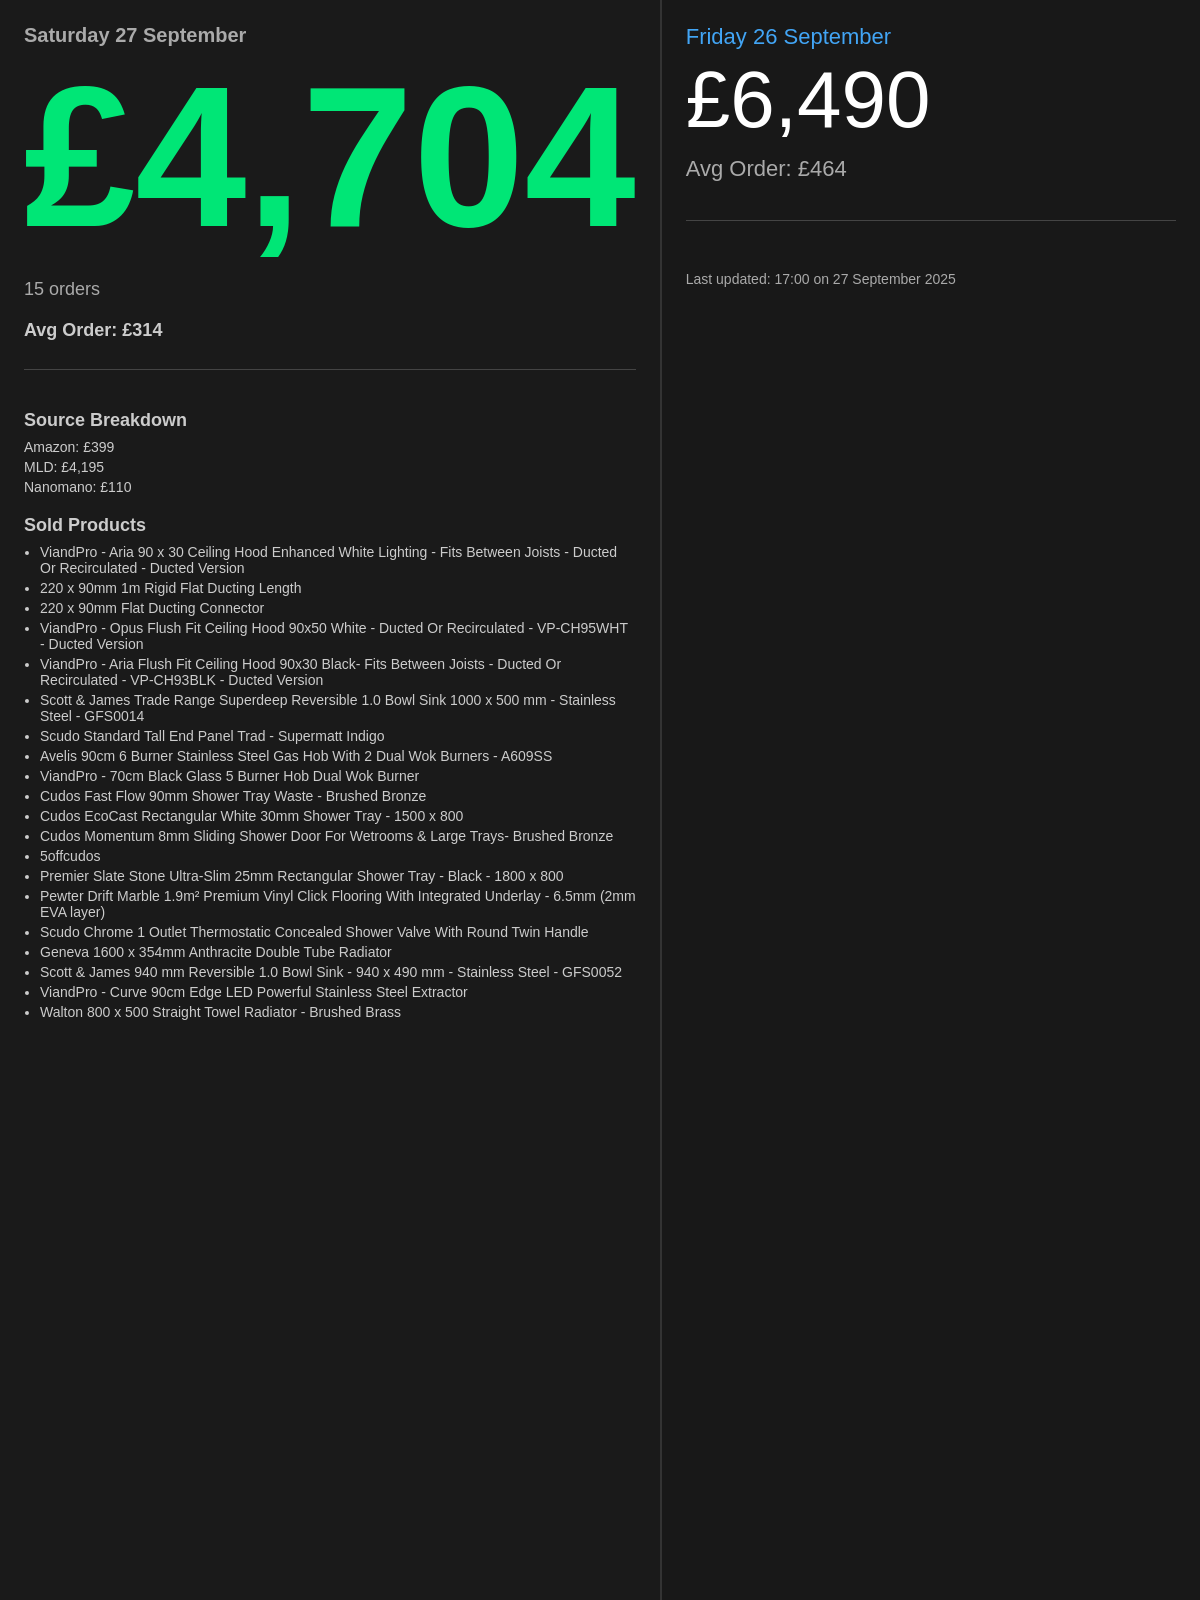 Saturday 27 September
£4,704
15 orders
Avg Order: £314
Source Breakdown
Amazon: £399
MLD: £4,195
Nanomano: £110
Sold Products
• ViandPro - Aria 90 x 30 Ceiling Hood Enhanced White Lighting - Fits Between Joists - Ducted
Or Recirculated - Ducted Version
• 220 x 90mm 1m Rigid Flat Ducting Length
• 220 x 90mm Flat Ducting Connector
• ViandPro - Opus Flush Fit Ceiling Hood 90x50 White - Ducted Or Recirculated - VP-CH95WHT
- Ducted Version
• ViandPro - Aria Flush Fit Ceiling Hood 90x30 Black- Fits Between Joists - Ducted Or
Recirculated - VP-CH93BLK - Ducted Version
• Scott & James Trade Range Superdeep Reversible 1.0 Bowl Sink 1000 x 500 mm - Stainless
Steel - GFS0014
• Scudo Standard Tall End Panel Trad - Supermatt Indigo
• Avelis 90cm 6 Burner Stainless Steel Gas Hob With 2 Dual Wok Burners - A609SS
• ViandPro - 70cm Black Glass 5 Burner Hob Dual Wok Burner
• Cudos Fast Flow 90mm Shower Tray Waste - Brushed Bronze
• Cudos EcoCast Rectangular White 30mm Shower Tray - 1500 x 800
• Cudos Momentum 8mm Sliding Shower Door For Wetrooms & Large Trays- Brushed Bronze
• 5offcudos
• Premier Slate Stone Ultra-Slim 25mm Rectangular Shower Tray - Black - 1800 x 800
• Pewter Drift Marble 1.9m² Premium Vinyl Click Flooring With Integrated Underlay - 6.5mm (2mm
EVA layer)
• Scudo Chrome 1 Outlet Thermostatic Concealed Shower Valve With Round Twin Handle
• Geneva 1600 x 354mm Anthracite Double Tube Radiator
• Scott & James 940 mm Reversible 1.0 Bowl Sink - 940 x 490 mm - Stainless Steel - GFS0052
• ViandPro - Curve 90cm Edge LED Powerful Stainless Steel Extractor
• Walton 800 x 500 Straight Towel Radiator - Brushed Brass
Friday 26 September
£6,490
Avg Order: £464
Last updated: 17:00 on 27 September 2025